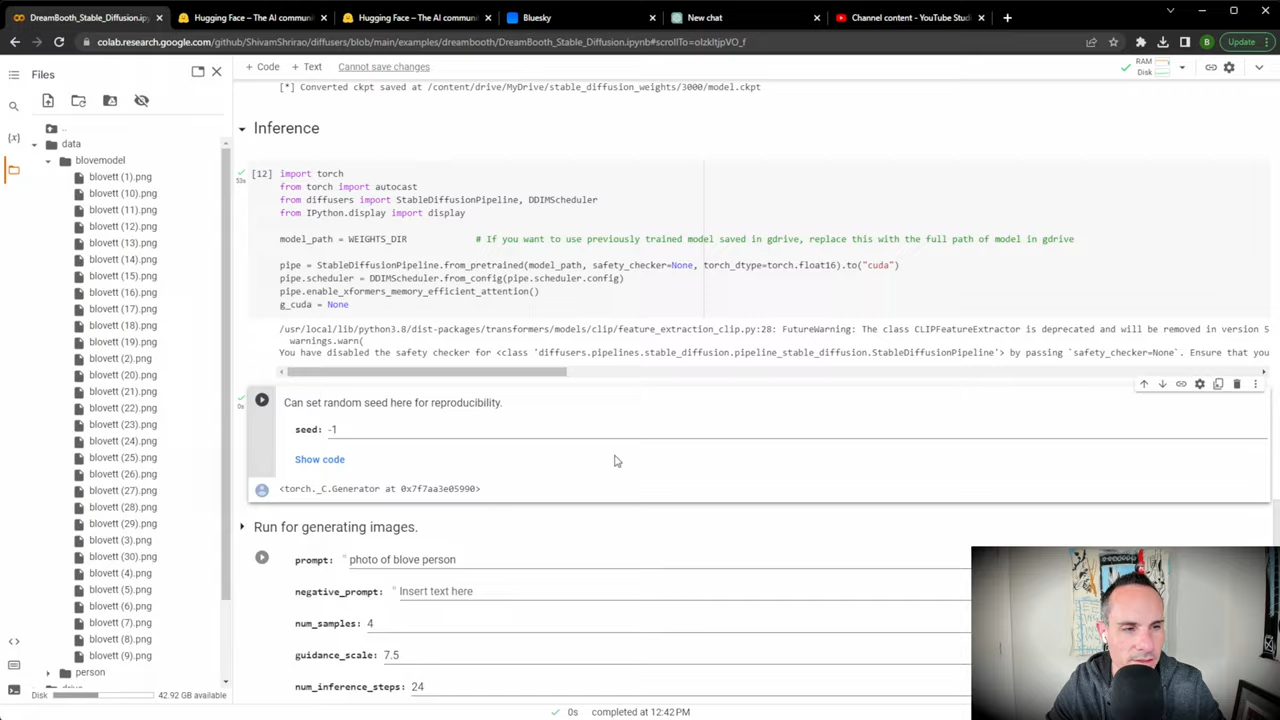 DreamBooth_Stable_Diffusion.ipyn
Hugging Face – The AI communi
Hugging Face – The AI communi
Bluesky
New chat
Channel content - YouTube Studi
colab.research.google.com/github/ShivamShrirao/diffusers/blob/main/examples/dreambooth/DreamBooth_Stable_Diffusion.ipynb#scrollTo=oIzkltjpVO_f
B
Update
Files
+ Code
+ Text
Cannot save changes
RAM
Disk
..
data
blovemodel
blovett (1).png
blovett (10).png
blovett (11).png
blovett (12).png
blovett (13).png
blovett (14).png
blovett (15).png
blovett (16).png
blovett (17).png
blovett (18).png
blovett (19).png
blovett (2).png
blovett (20).png
blovett (21).png
blovett (22).png
blovett (23).png
blovett (24).png
blovett (25).png
blovett (26).png
blovett (27).png
blovett (28).png
blovett (29).png
blovett (3).png
blovett (30).png
blovett (4).png
blovett (5).png
blovett (6).png
blovett (7).png
blovett (8).png
blovett (9).png
person
Disk
42.92 GB available
[*] Converted ckpt saved at /content/drive/MyDrive/stable_diffusion_weights/3000/model.ckpt
Inference
[12]
53s
import torch
from torch import autocast
from diffusers import StableDiffusionPipeline, DDIMScheduler
from IPython.display import display
model_path = WEIGHTS_DIR # If you want to use previously trained model saved in gdrive, replace this with the full path of model in gdrive
pipe = StableDiffusionPipeline.from_pretrained(model_path, safety_checker=None, torch_dtype=torch.float16).to("cuda")
pipe.scheduler = DDIMScheduler.from_config(pipe.scheduler.config)
pipe.enable_xformers_memory_efficient_attention()
g_cuda = None
/usr/local/lib/python3.8/dist-packages/transformers/models/clip/feature_extraction_clip.py:28: FutureWarning: The class CLIPFeatureExtractor is deprecated and will be removed in version 5
warnings.warn(
You have disabled the safety checker for <class 'diffusers.pipelines.stable_diffusion.pipeline_stable_diffusion.StableDiffusionPipeline'> by passing `safety_checker=None`. Ensure that you
0s
Can set random seed here for reproducibility.
seed: -1
Show code
<torch._C.Generator at 0x7f7aa3e05990>
Run for generating images.
prompt: " photo of blove person
negative_prompt: " Insert text here
num_samples: 4
guidance_scale: 7.5
num_inference_steps: 24
0s completed at 12:42 PM